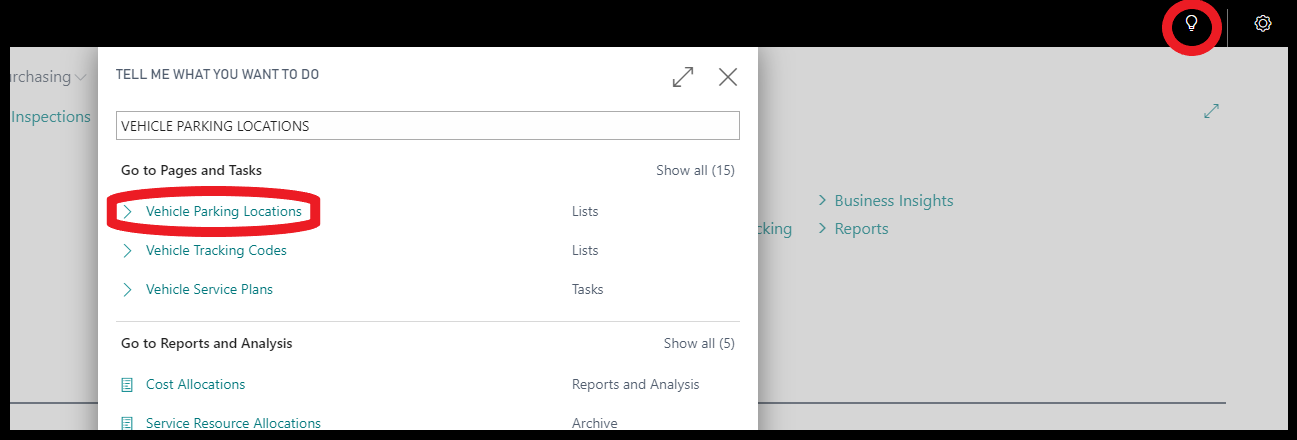 urchasing
TELL ME WHAT YOU WANT TO DO
Inspections
VEHICLE PARKING LOCATIONS
Go to Pages and Tasks Show all (15)
Vehicle Parking Locations Lists
Vehicle Tracking Codes Lists
Vehicle Service Plans Tasks
Go to Reports and Analysis Show all (5)
Cost Allocations Reports and Analysis
Service Resource Allocations Archive
Business Insights
cking Reports